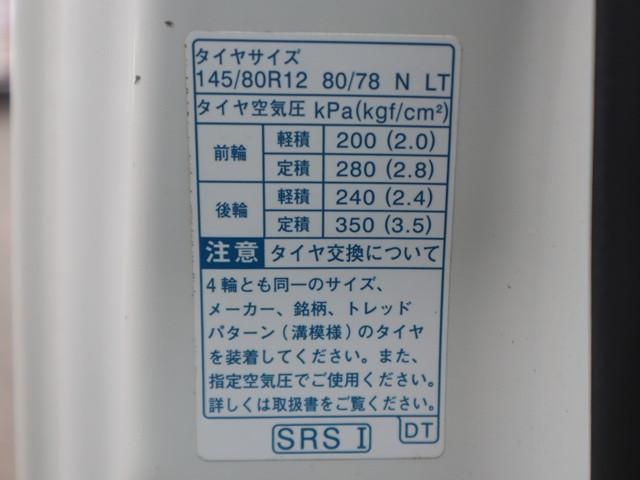 タイヤサイズ
145/80R12 80/78 N LT
タイヤ空気圧 kPa(kgf/cm²)
前輪 軽積 200 (2.0)
定積 280 (2.8)
後輪 軽積 240 (2.4)
定積 350 (3.5)
注意 タイヤ交換について
4輪とも同一のサイズ、
メーカー、銘柄、トレッド
パターン(溝模様)のタイヤ
を装着してください。また、
指定空気圧でご使用ください。
詳しくは取扱書をご覧ください。
SRS I DT